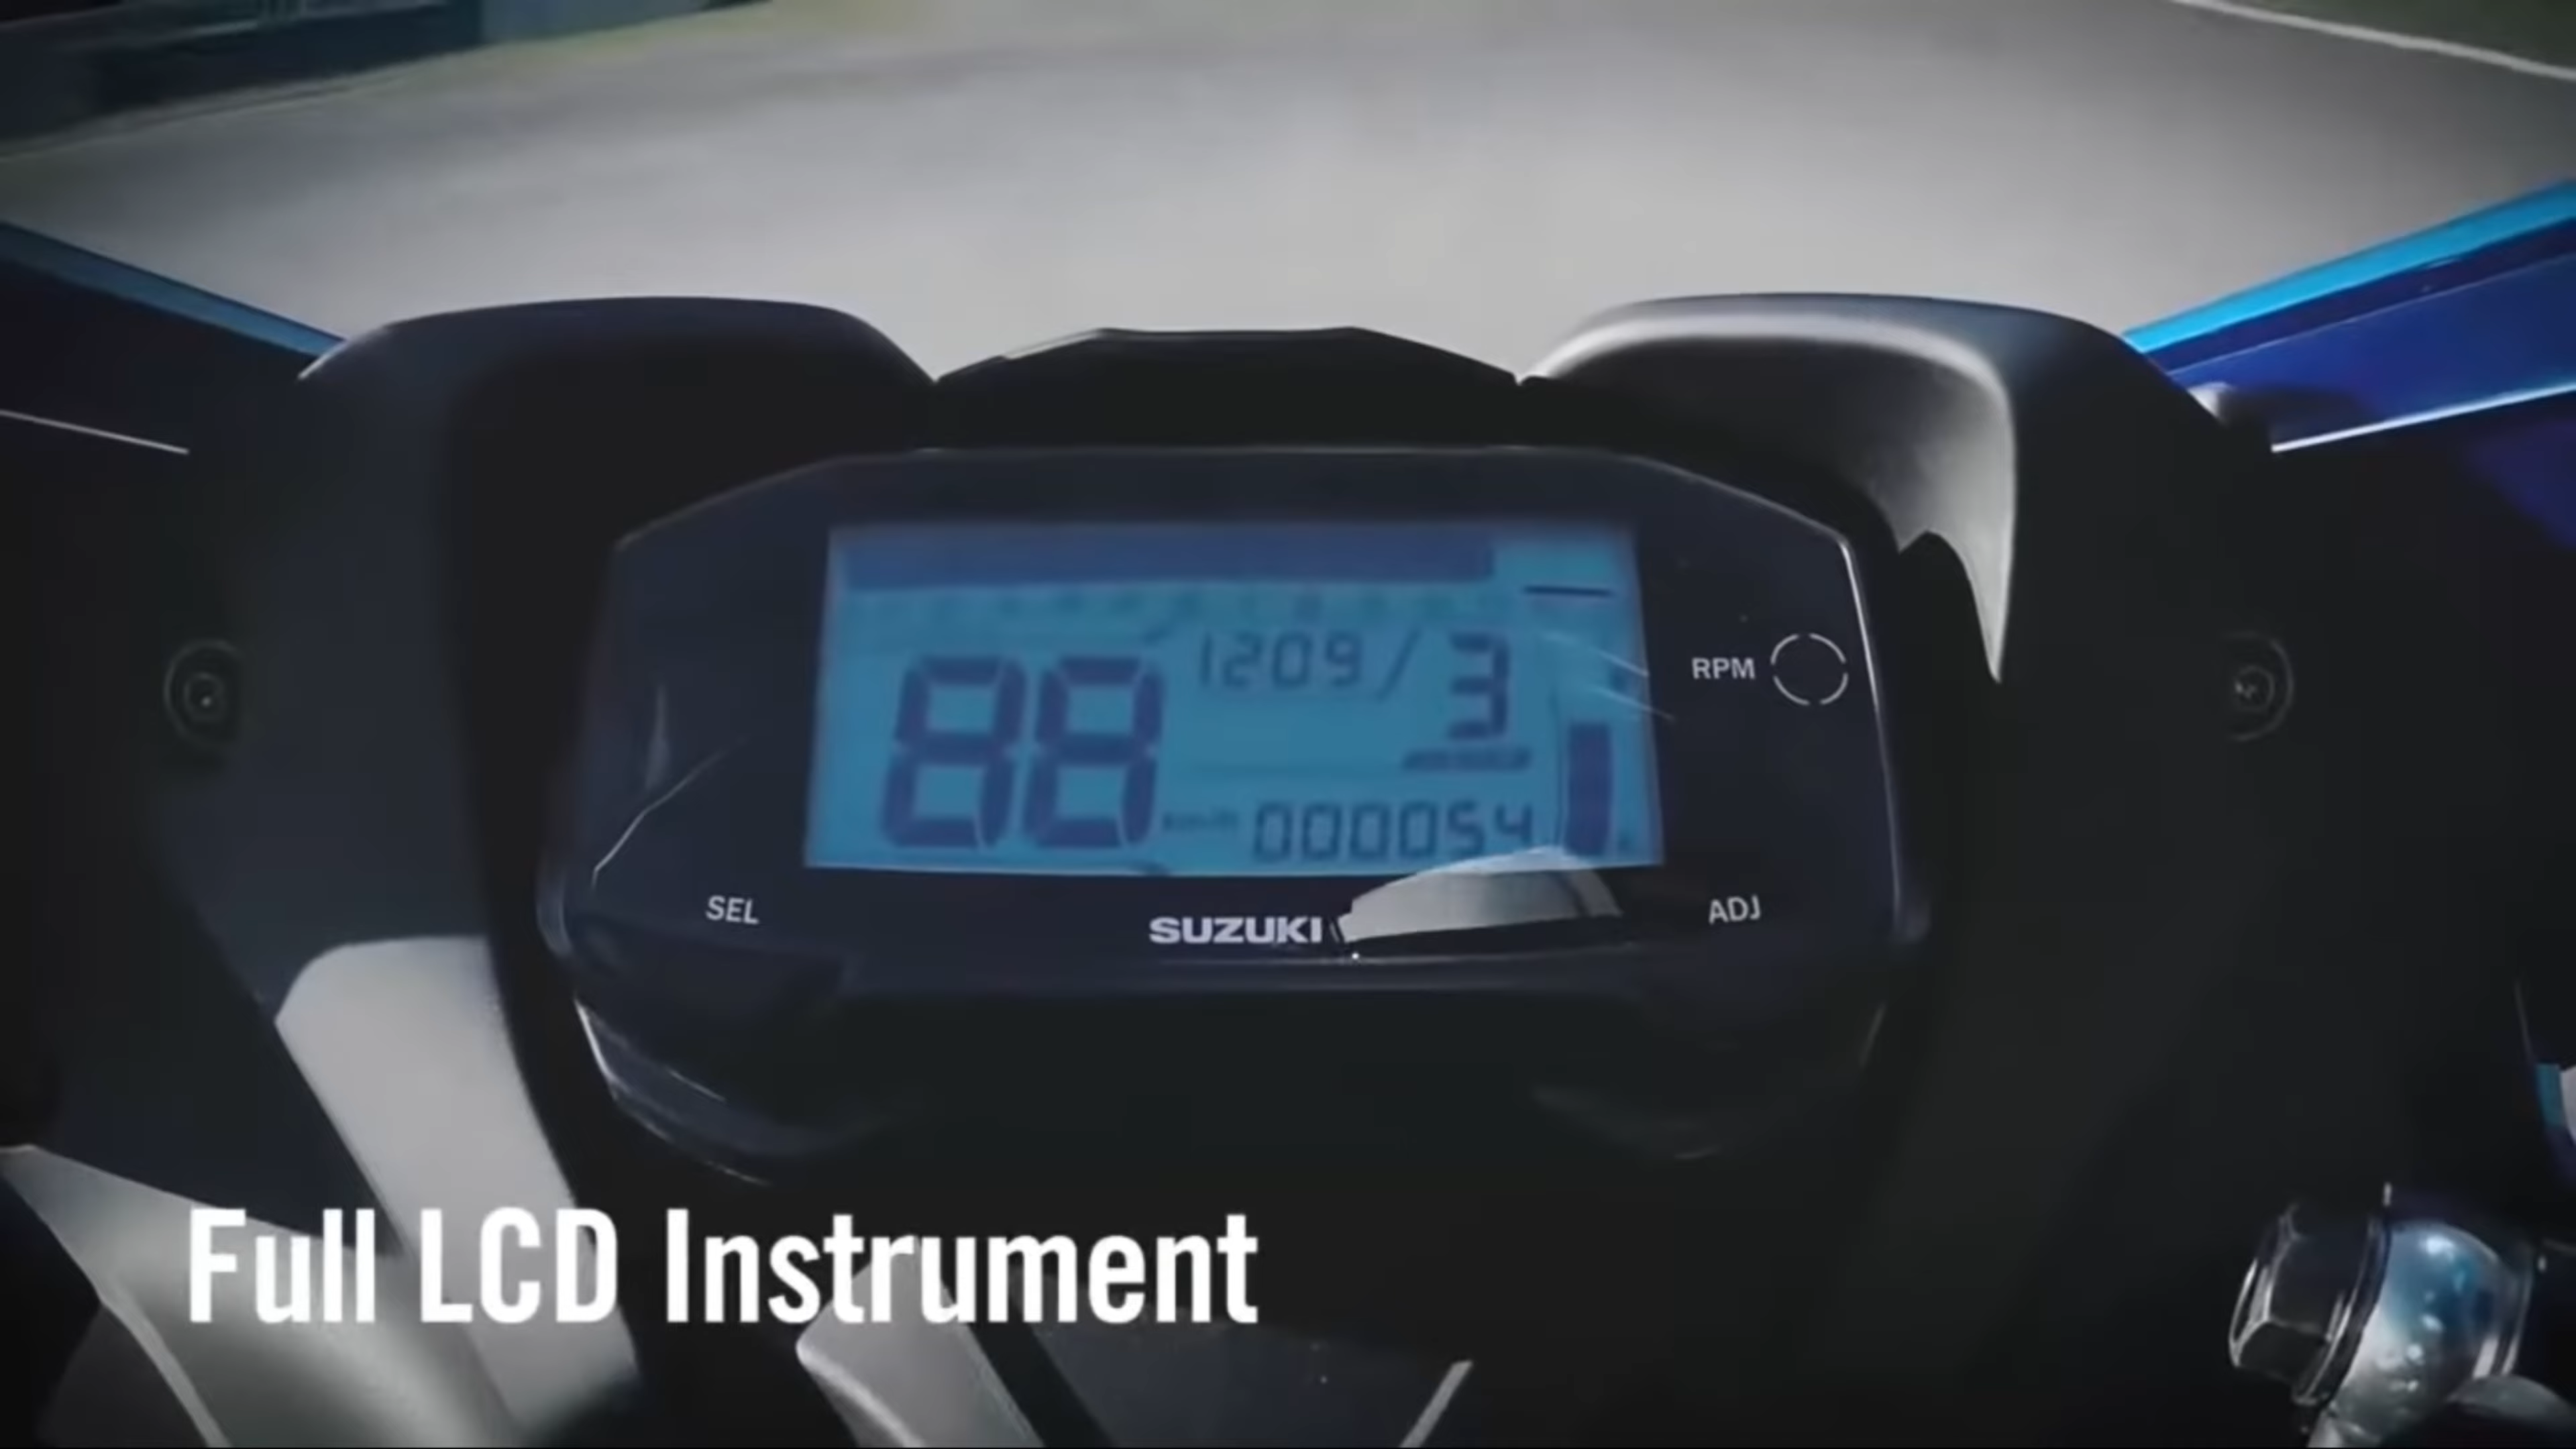 1209
3
88
km/h
000054
RPM
SEL
SUZUKI
ADJ
Full LCD Instrument